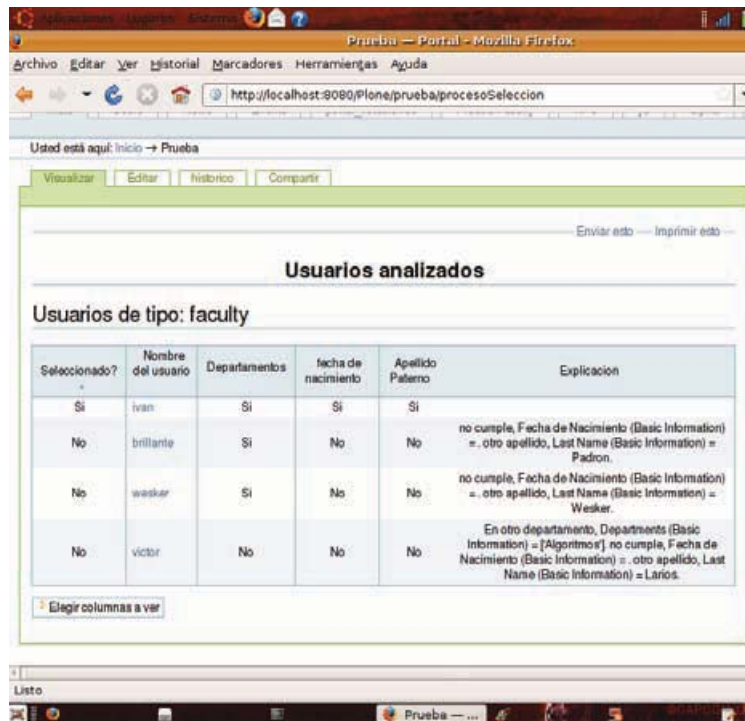 Aplicaciones Lugares Sistema
Prueba — Portal - Mozilla Firefox
Archivo Editar Ver Historial Marcadores Herramientas Ayuda
http://localhost:8080/Plone/prueba/procesoSeleccion
Usted está aquí: Inicio → Prueba
Visualizar Editar historico Compartir
Enviar esto — Imprimir esto —
Usuarios analizados
Usuarios de tipo: faculty
Seleccionado? Nombre del usuario Departamentos fecha de nacimiento Apellido Paterno Explicacion
Si ivan Si Si Si
No brillante Si No No no cumple, Fecha de Nacimiento (Basic Information)
= . otro apellido, Last Name (Basic Information) =
Padron.
No wesker Si No No no cumple, Fecha de Nacimiento (Basic Information)
= . otro apellido, Last Name (Basic Information) =
Wesker.
No victor No No No En otro departamento, Departments (Basic
Information) = ['Algoritmos']. no cumple, Fecha de
Nacimiento (Basic Information) = . otro apellido, Last
Name (Basic Information) = Larios.
Elegir columnas a ver
Listo
Prueba — ...